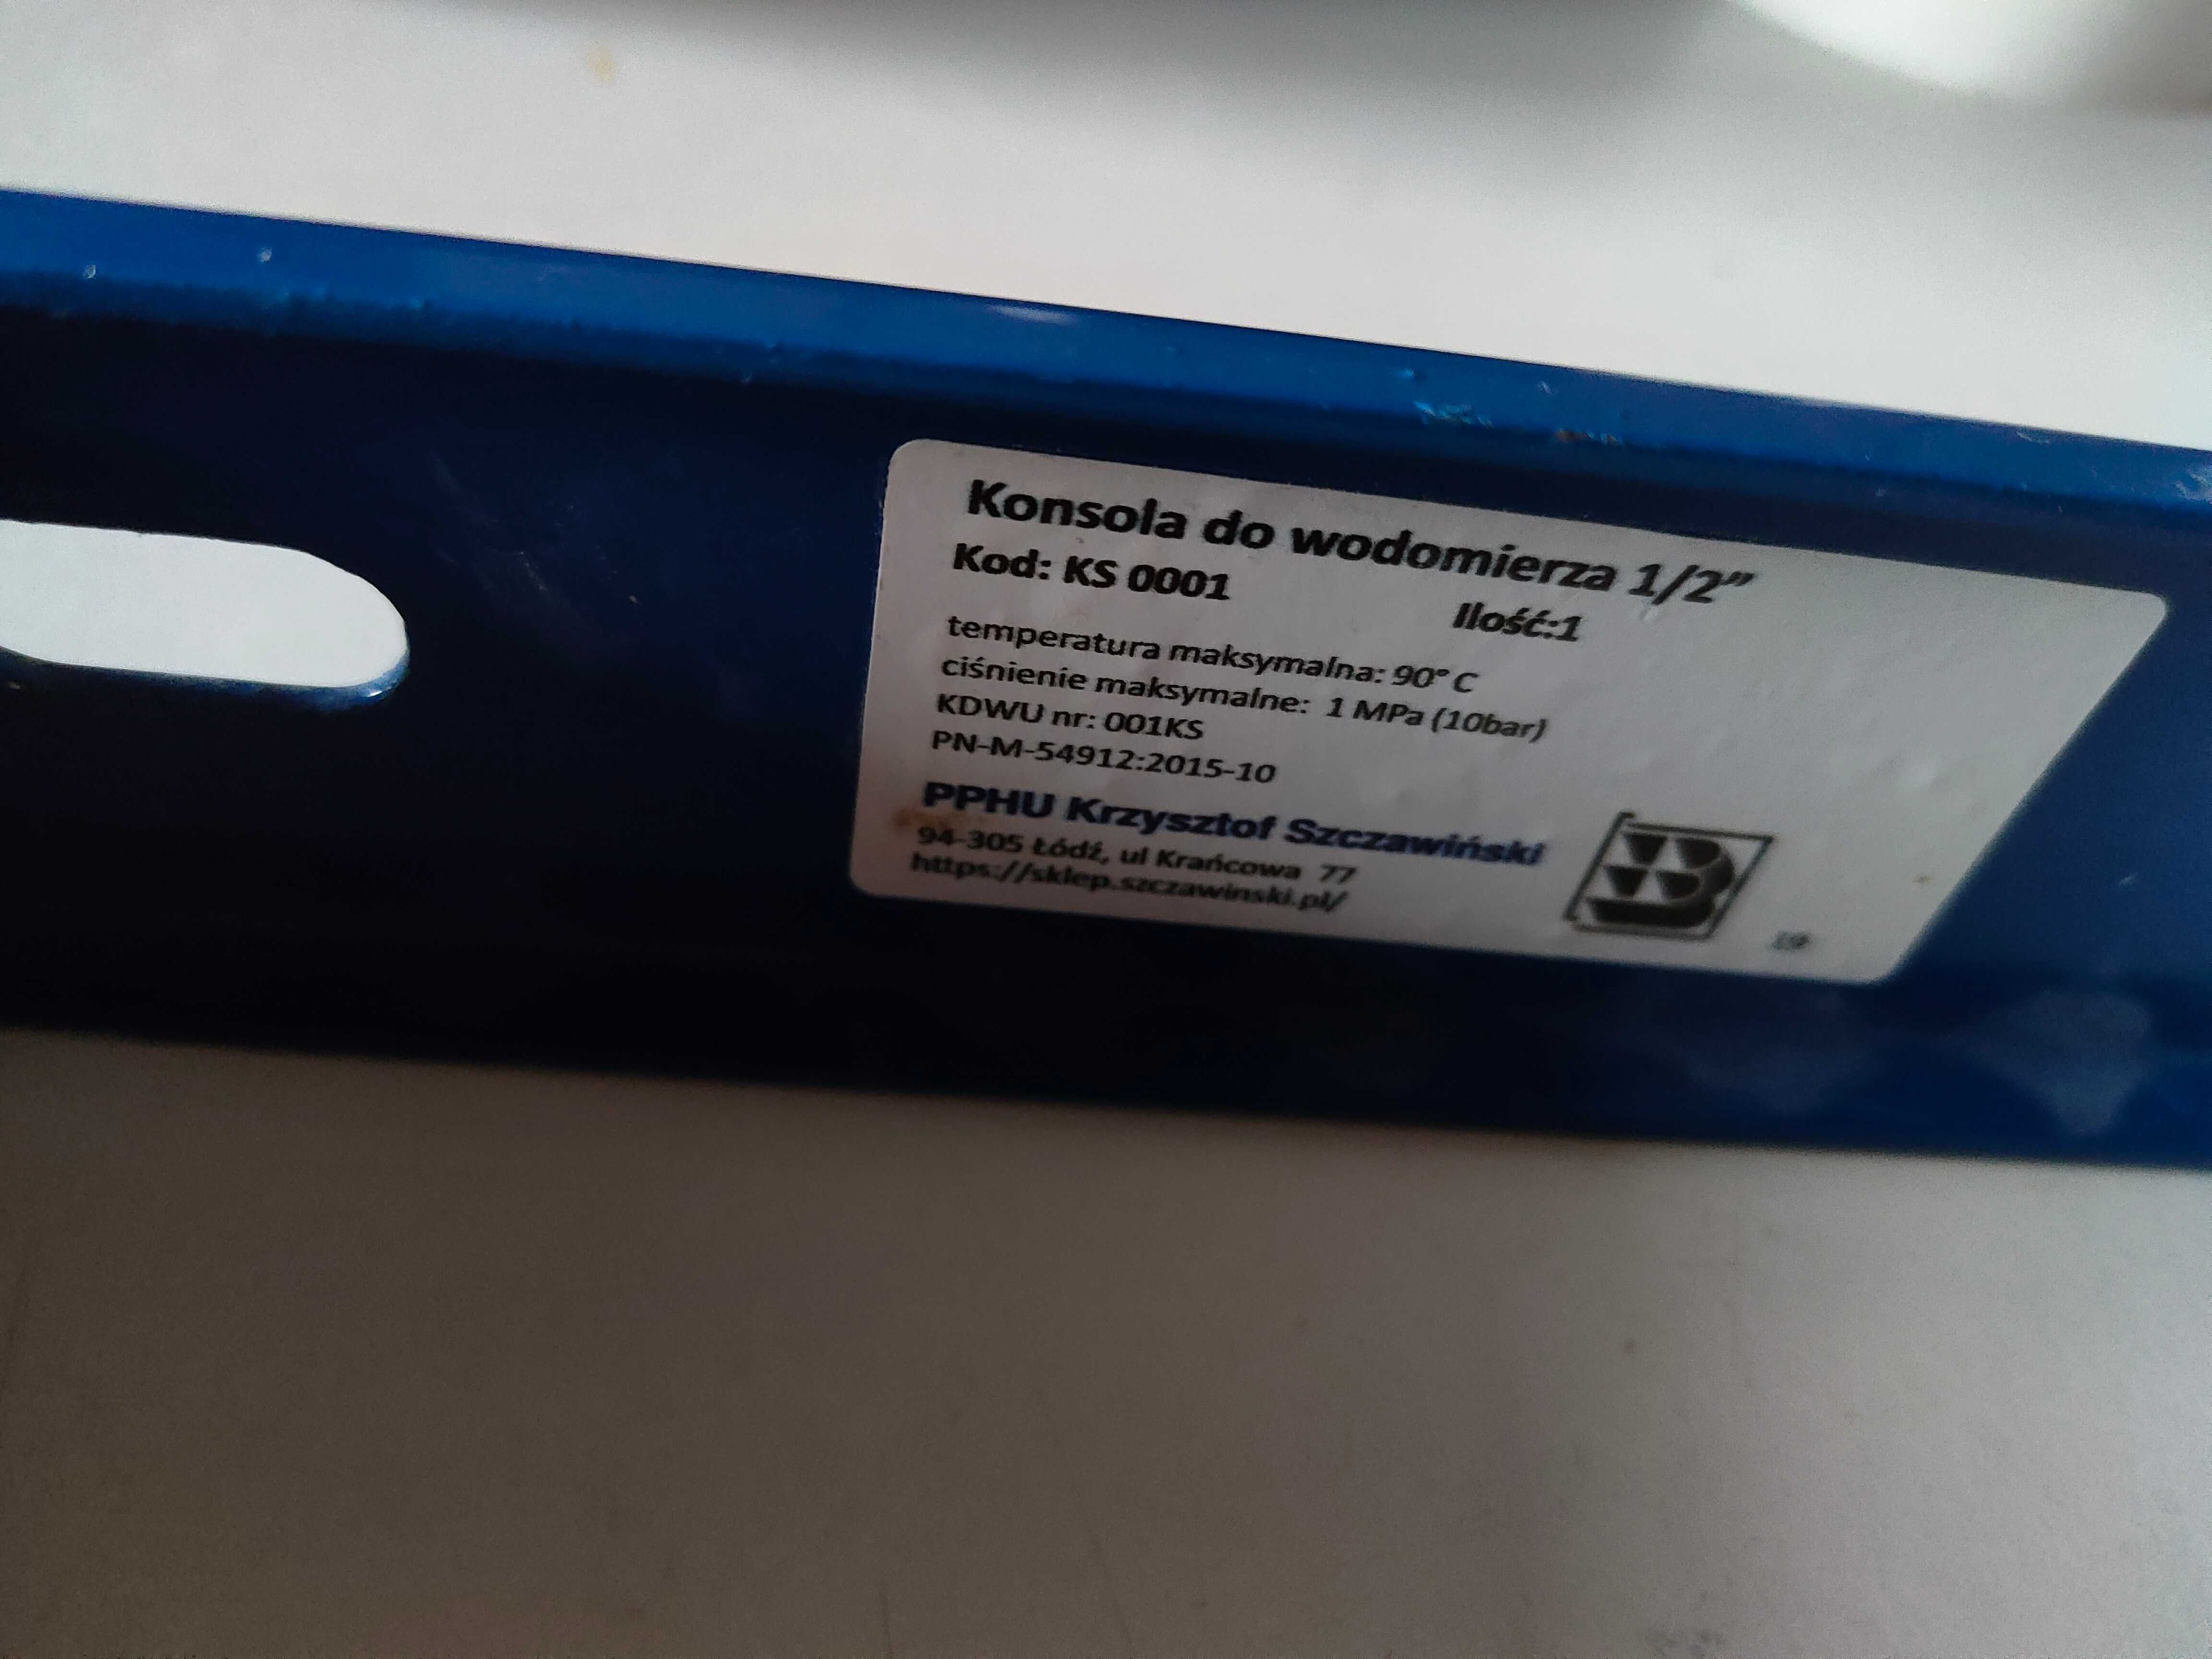 Konsola do wodomierza 1/2”
Kod: KS 0001 Ilość:1
temperatura maksymalna: 90° C
ciśnienie maksymalne: 1 MPa (10bar)
KDWU nr: 001KS
PN-M-54912:2015-10
PPHU Krzysztof Szczawiński
94-305 Łódź, ul Krańcowa 77
https://sklep.szczawinski.pl/
B
19